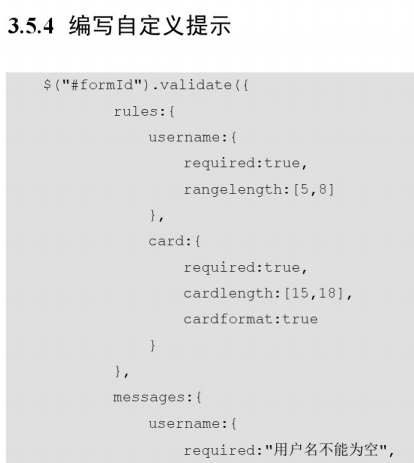 3.5.4 编写自定义提示
$("#formId").validate({
rules:{
username:{
required:true,
rangelength:[5,8]
},
card:{
required:true,
cardlength:[15,18],
cardformat:true
}
},
messages:{
username:{
required:"用户名不能为空",